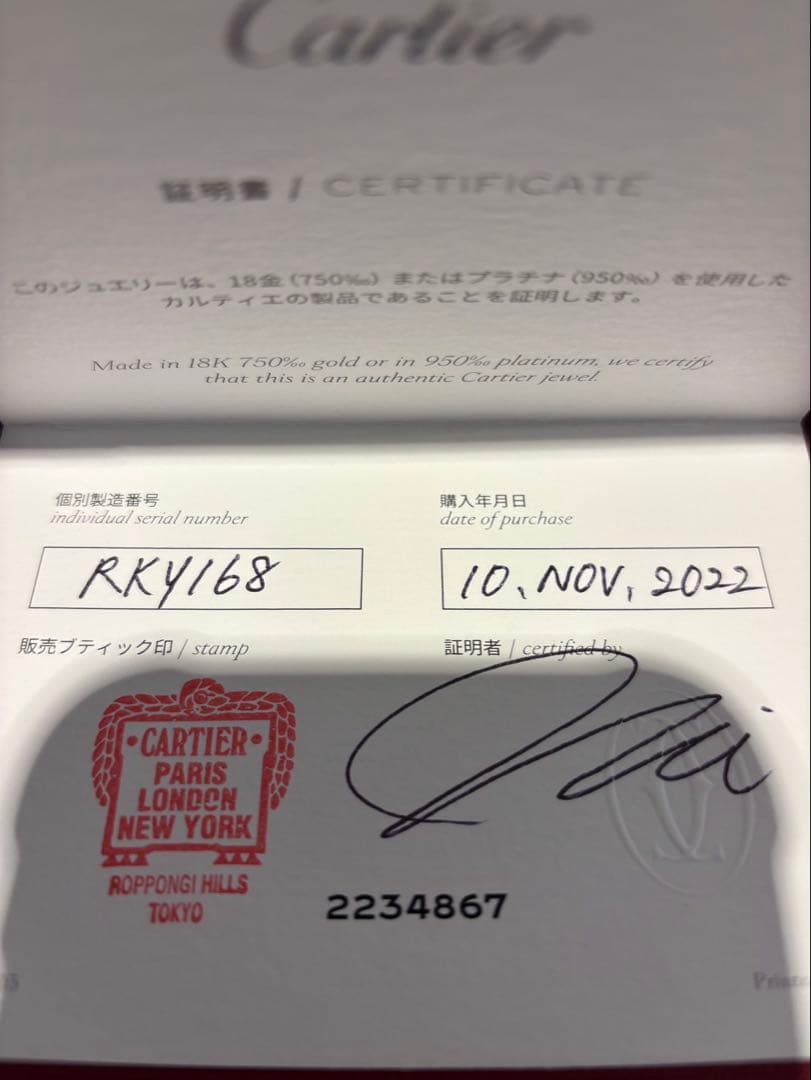 Cartier
証明書 / CERTIFICATE
このジュエリーは、18金（750‰）またはプラチナ（950‰）を使用した
カルティエの製品であることを証明します。
Made in 18K 750‰ gold or in 950‰ platinum, we certify
that this is an authentic Cartier jewel.
個別製造番号
individual serial number
購入年月日
date of purchase
RKY168
10. NOV, 2022
販売ブティック印 / stamp
証明者 / certified by
・CARTIER・
PARIS
LONDON
NEW YORK
ROPPONGI HILLS
TOKYO
2234867